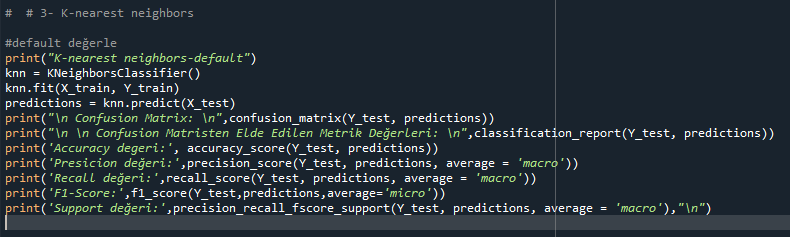 #  # 3- K-nearest neighbors
#default değerle
print("K-nearest neighbors-default")
knn = KNeighborsClassifier()
knn.fit(X_train, Y_train)
predictions = knn.predict(X_test)
print("\n Confusion Matrix: \n",confusion_matrix(Y_test, predictions))
print("\n \n Confusion Matristen Elde Edilen Metrik Değerleri: \n",classification_report(Y_test, predictions))
print('Accuracy degeri:', accuracy_score(Y_test, predictions))
print('Presicion değeri:',precision_score(Y_test, predictions, average = 'macro'))
print('Recall değeri:',recall_score(Y_test, predictions, average = 'macro'))
print('F1-Score:',f1_score(Y_test,predictions,average='micro'))
print('Support değeri:',precision_recall_fscore_support(Y_test, predictions, average = 'macro'),"\n")